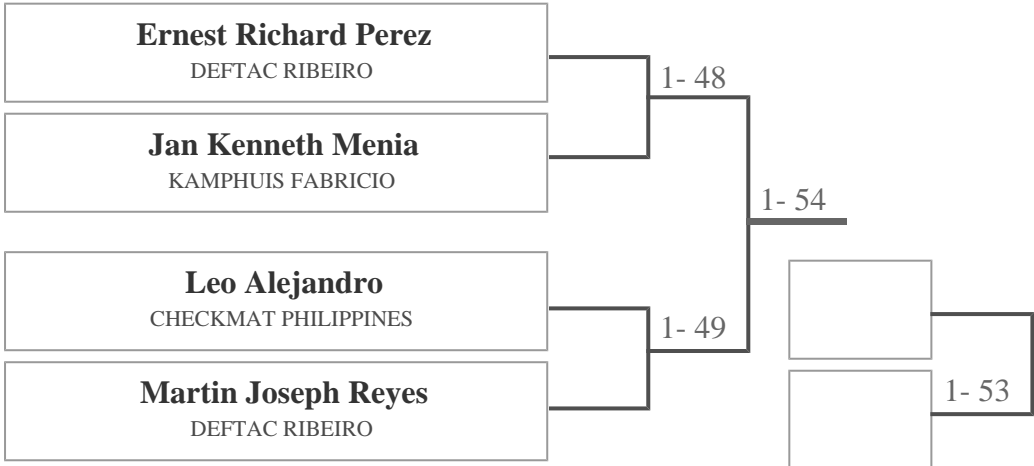 Ernest Richard Perez
DEFTAC RIBEIRO
1- 48
Jan Kenneth Menia
KAMPHUIS FABRICIO
1- 54
Leo Alejandro
CHECKMAT PHILIPPINES
1- 49
Martin Joseph Reyes
DEFTAC RIBEIRO
1- 53